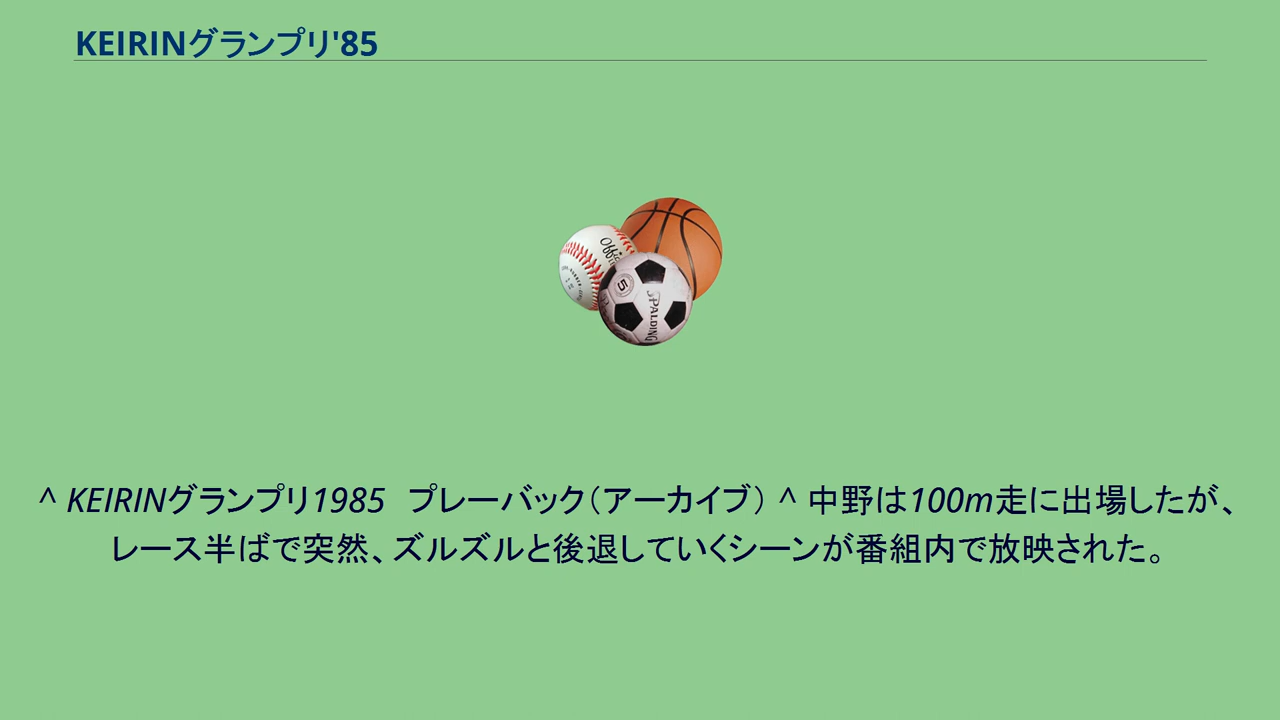 KEIRINグランプリ'85
Offic
5
SPALDING
^ KEIRINグランプリ1985　プレーバック（アーカイブ） ^ 中野は100m走に出場したが、
レース半ばで突然、ズルズルと後退していくシーンが番組内で放映された。